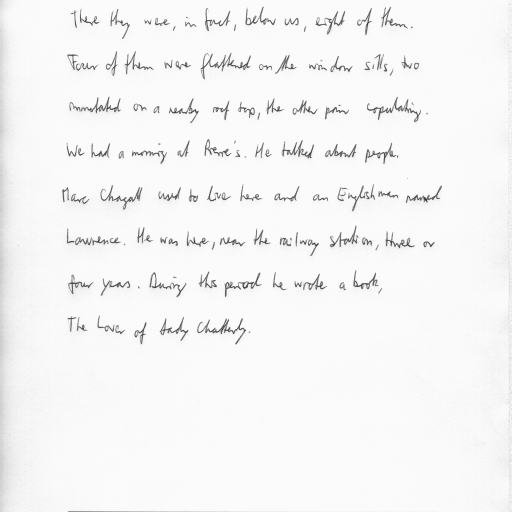 There they were, in fact, below us, eight of them.
Four of them were flattened on the window sills, two
on a nearby roof top, the other pair copulating.
We had a morning at Pierre's. He talked about people.
Marc Chagall used to live here and an Englishman named
Lawrence. He was here, near the railway station, three or
four years. During this period he wrote a book,
The Lover of Lady Chatterly.